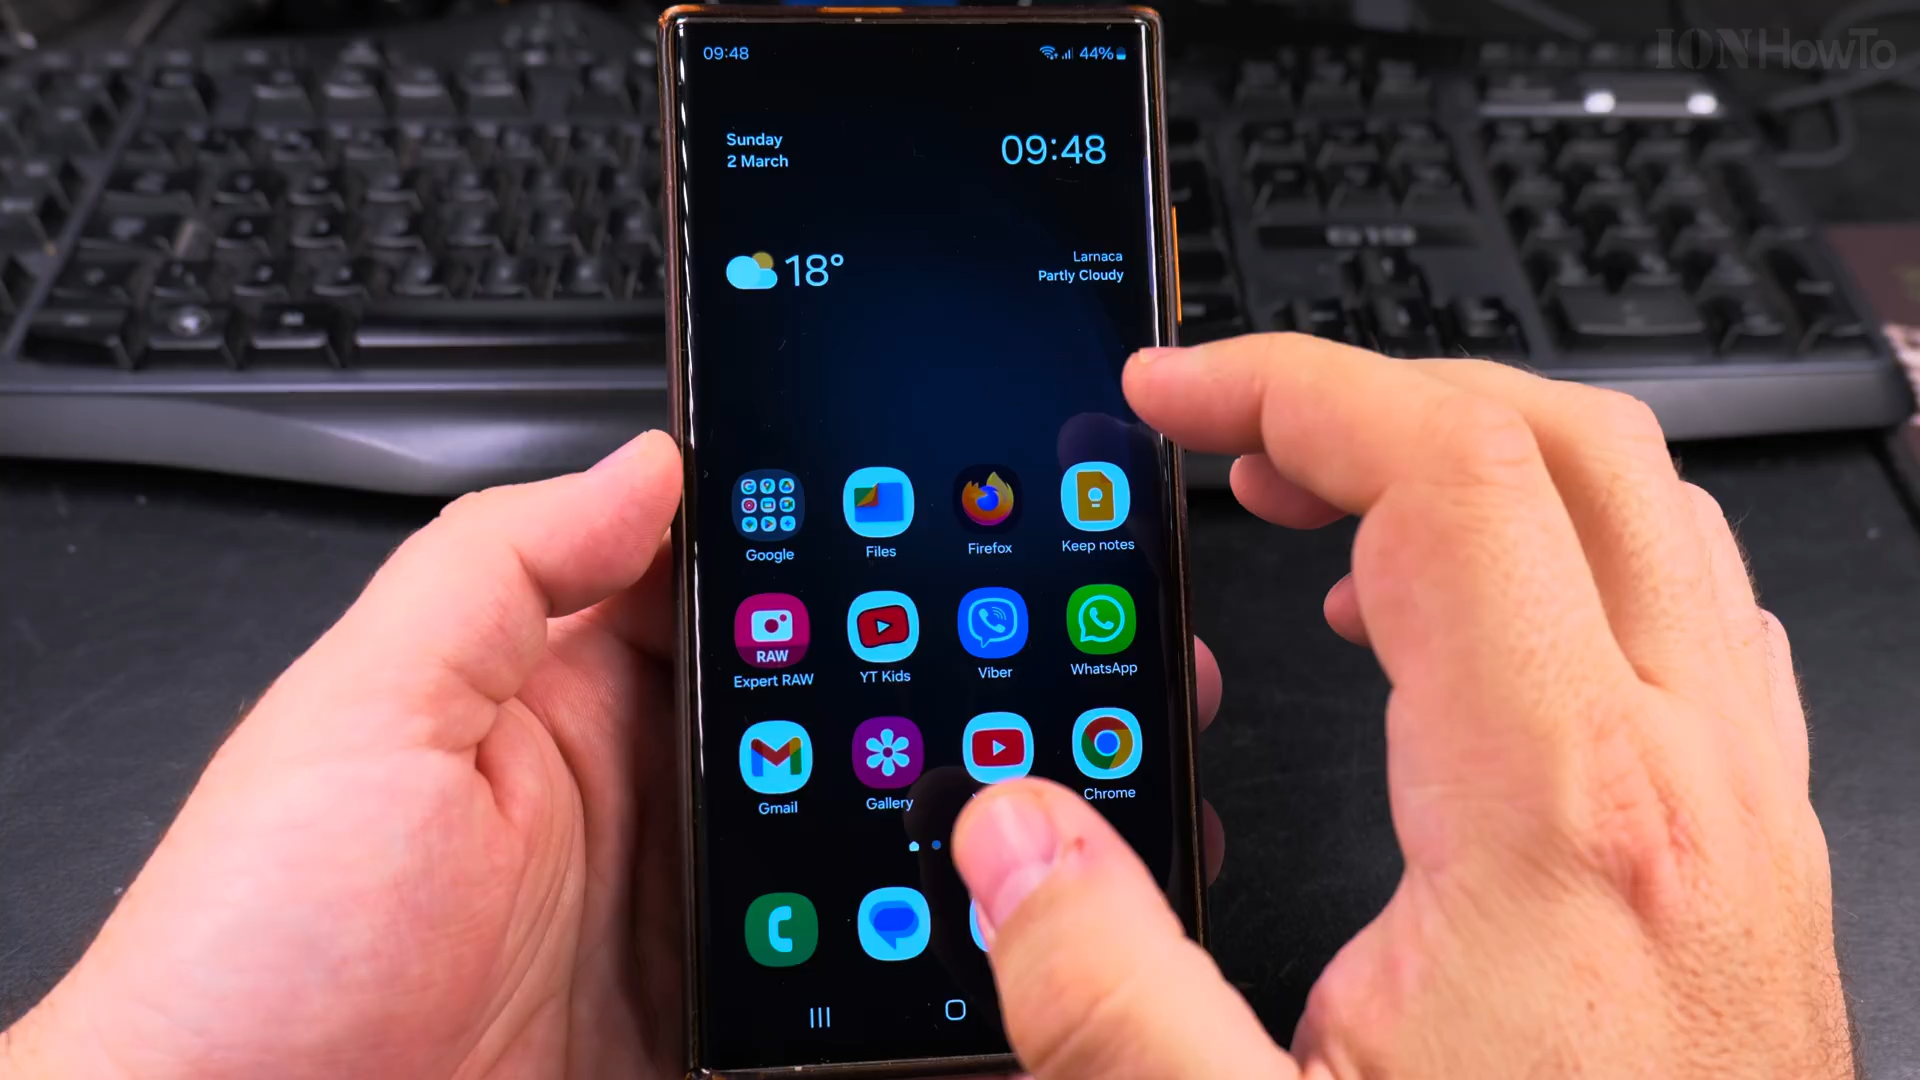 IONHowTo
09:48
44%
Sunday
2 March
09:48
18°
Larnaca
Partly Cloudy
G19
Google
Files
Firefox
Keep notes
RAW
Expert RAW
YT Kids
Viber
WhatsApp
Gmail
Gallery
Chrome